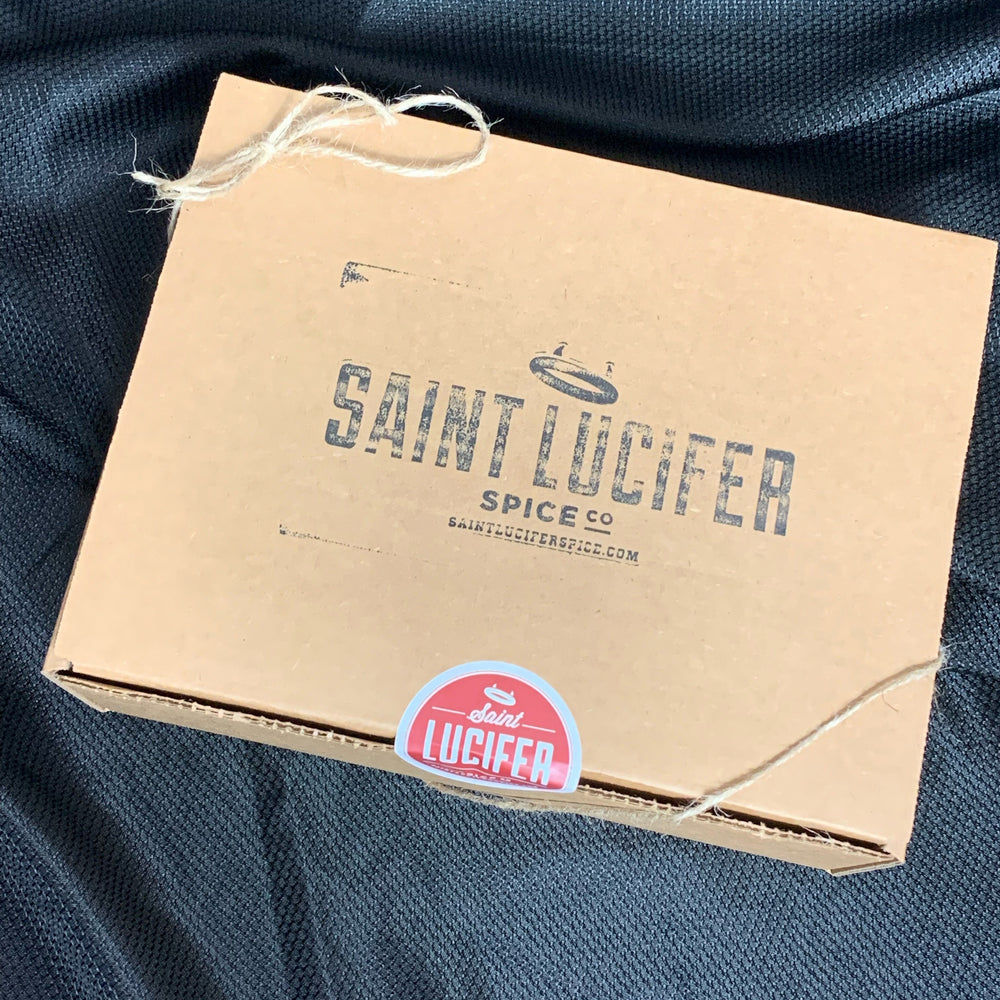 SAINT LUCIFER
SPICE CO
SAINTLUCIFERSPICE.COM
Saint
LUCIFER